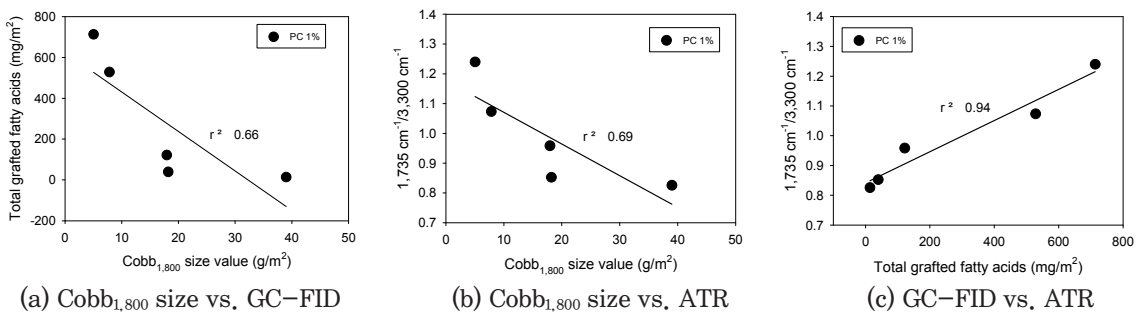 800
600
400
200
0
-200
Total grafted fatty acids (mg/m²)
PC 1%
r² 0.66
0 10 20 30 40 50
Cobb₁,₈₀₀ size value (g/m²)
(a) Cobb₁,₈₀₀ size vs. GC-FID
1.4
1.3
1.2
1.1
1.0
0.9
0.8
0.7
1,735 cm⁻¹/3,300 cm⁻¹
PC 1%
r² 0.69
0 10 20 30 40 50
Cobb₁,₈₀₀ size value (g/m²)
(b) Cobb₁,₈₀₀ size vs. ATR
1.4
1.3
1.2
1.1
1.0
0.9
0.8
0.7
1,735 cm⁻¹/3,300 cm⁻¹
PC 1%
r² 0.94
0 200 400 600 800
Total grafted fatty acids (mg/m²)
(c) GC-FID vs. ATR